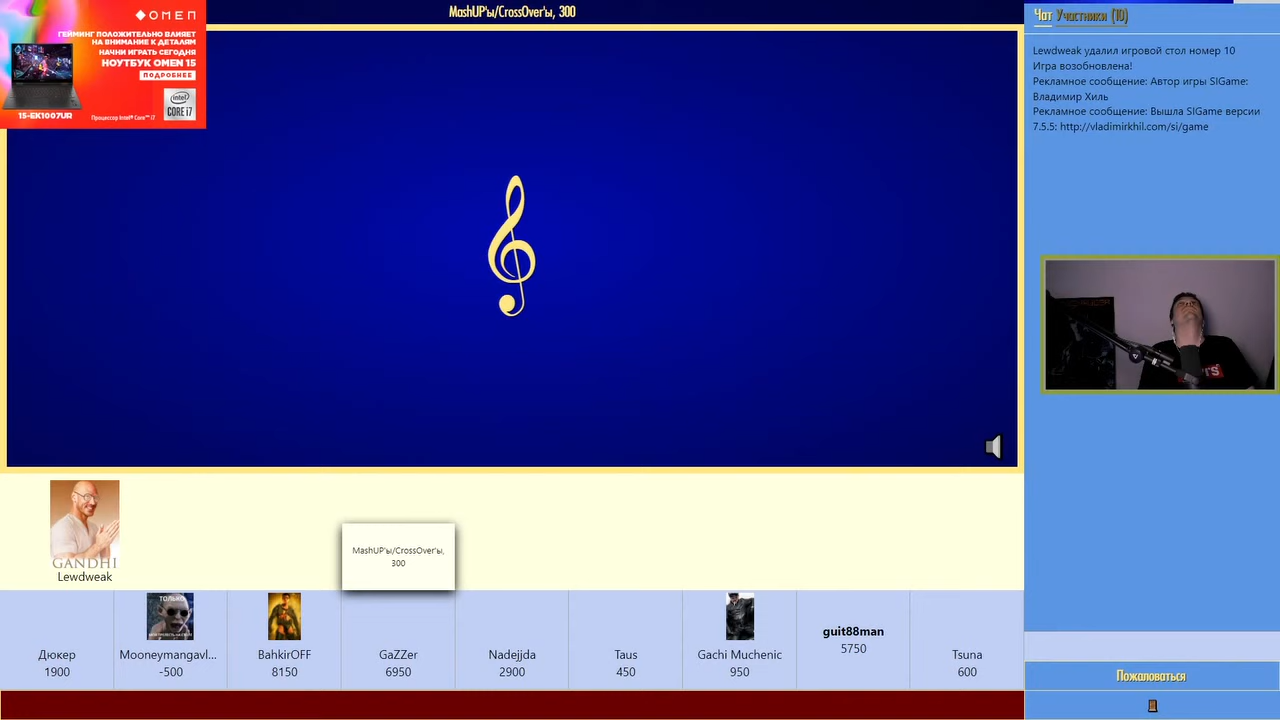 MashUP'ы/CrossOver'ы, 300
ОМЕП
ГЕЙМИНГ ПОЛОЖИТЕЛЬНО ВЛИЯЕТ
НА ВНИМАНИЕ К ДЕТАЛЯМ
НАЧНИ ИГРАТЬ СЕГОДНЯ
НОУТБУК OMEN 15
ПОДРОБНЕЕ
intel
CORE i7
15-EK1007UR
Процессор Intel® Core™ i7
Чат Участники (10)
Lewdweak удалил игровой стол номер 10
Игра возобновлена!
Рекламное сообщение: Автор игры SIGame:
Владимир Хиль
Рекламное сообщение: Вышла SIGame версии
7.5.5: http://vladimirkhil.com/si/game
GANDHI
Lewdweak
MashUP'ы/CrossOver'ы,
300
ТОЛЬКО
Дюкер
1900
Mooneymangavl...
-500
BahkirOFF
8150
GaZZer
6950
Nadejjda
2900
Taus
450
Gachi Muchenic
950
guit88man
5750
Tsuna
600
Пожаловаться